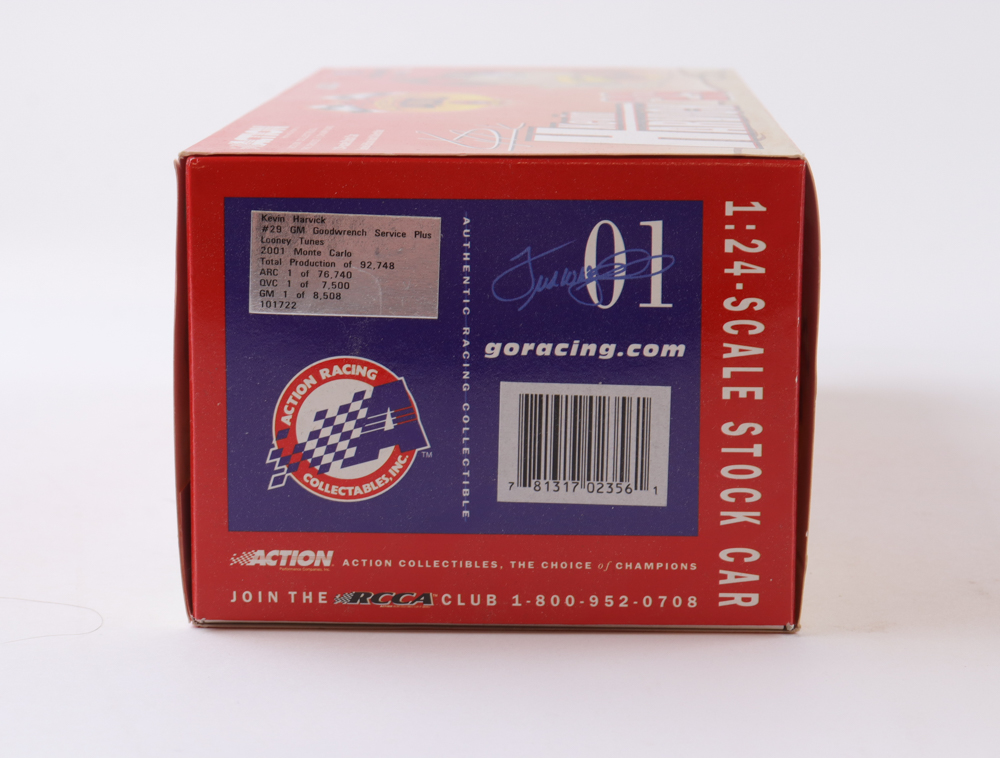 ACTION
Kevin Harvick
#29 GM Goodwrench Service Plus
Looney Tunes
2001 Monte Carlo
Total Production of 92,748
ARC 1 of 76,740
QVC 1 of 7,500
GM 1 of 8,508
101722
ACTION RACING
COLLECTABLES, INC.
TM
AUTHENTIC RACING COLLECTIBLE
01
goracing.com
7 81317 02356 1
1:24-SCALE STOCK CAR
ACTION ACTION COLLECTIBLES, THE CHOICE of CHAMPIONS
JOIN THE RCCA CLUB 1-800-952-0708